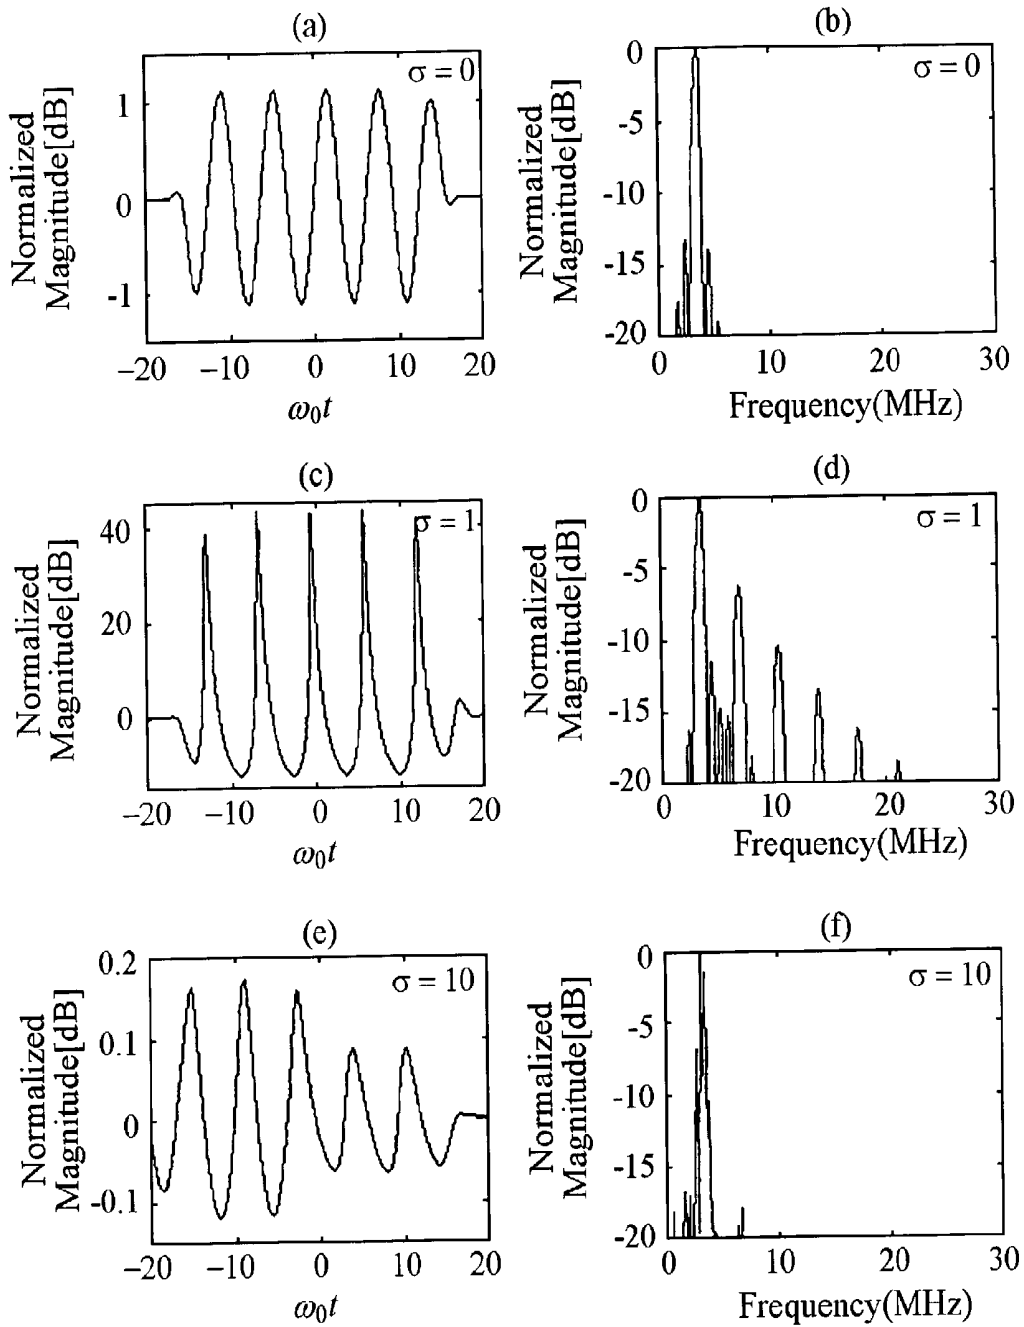 (a)
Normalized
Magnitude[dB]
σ = 0
1
0
-1
−20 −10 0 10 20
ω₀t
(b)
Normalized
Magnitude[dB]
σ = 0
0
-5
-10
-15
-20
0 10 20 30
Frequency(MHz)
(c)
Normalized
Magnitude[dB]
σ = 1
40
20
0
−20 −10 0 10 20
ω₀t
(d)
Normalized
Magnitude[dB]
σ = 1
0
-5
-10
-15
-20
0 10 20 30
Frequency(MHz)
(e)
Normalized
Magnitude[dB]
σ = 10
0.2
0.1
0
-0.1
−20 −10 0 10 20
ω₀t
(f)
Normalized
Magnitude[dB]
σ = 10
0
-5
-10
-15
-20
0 10 20 30
Frequency(MHz)